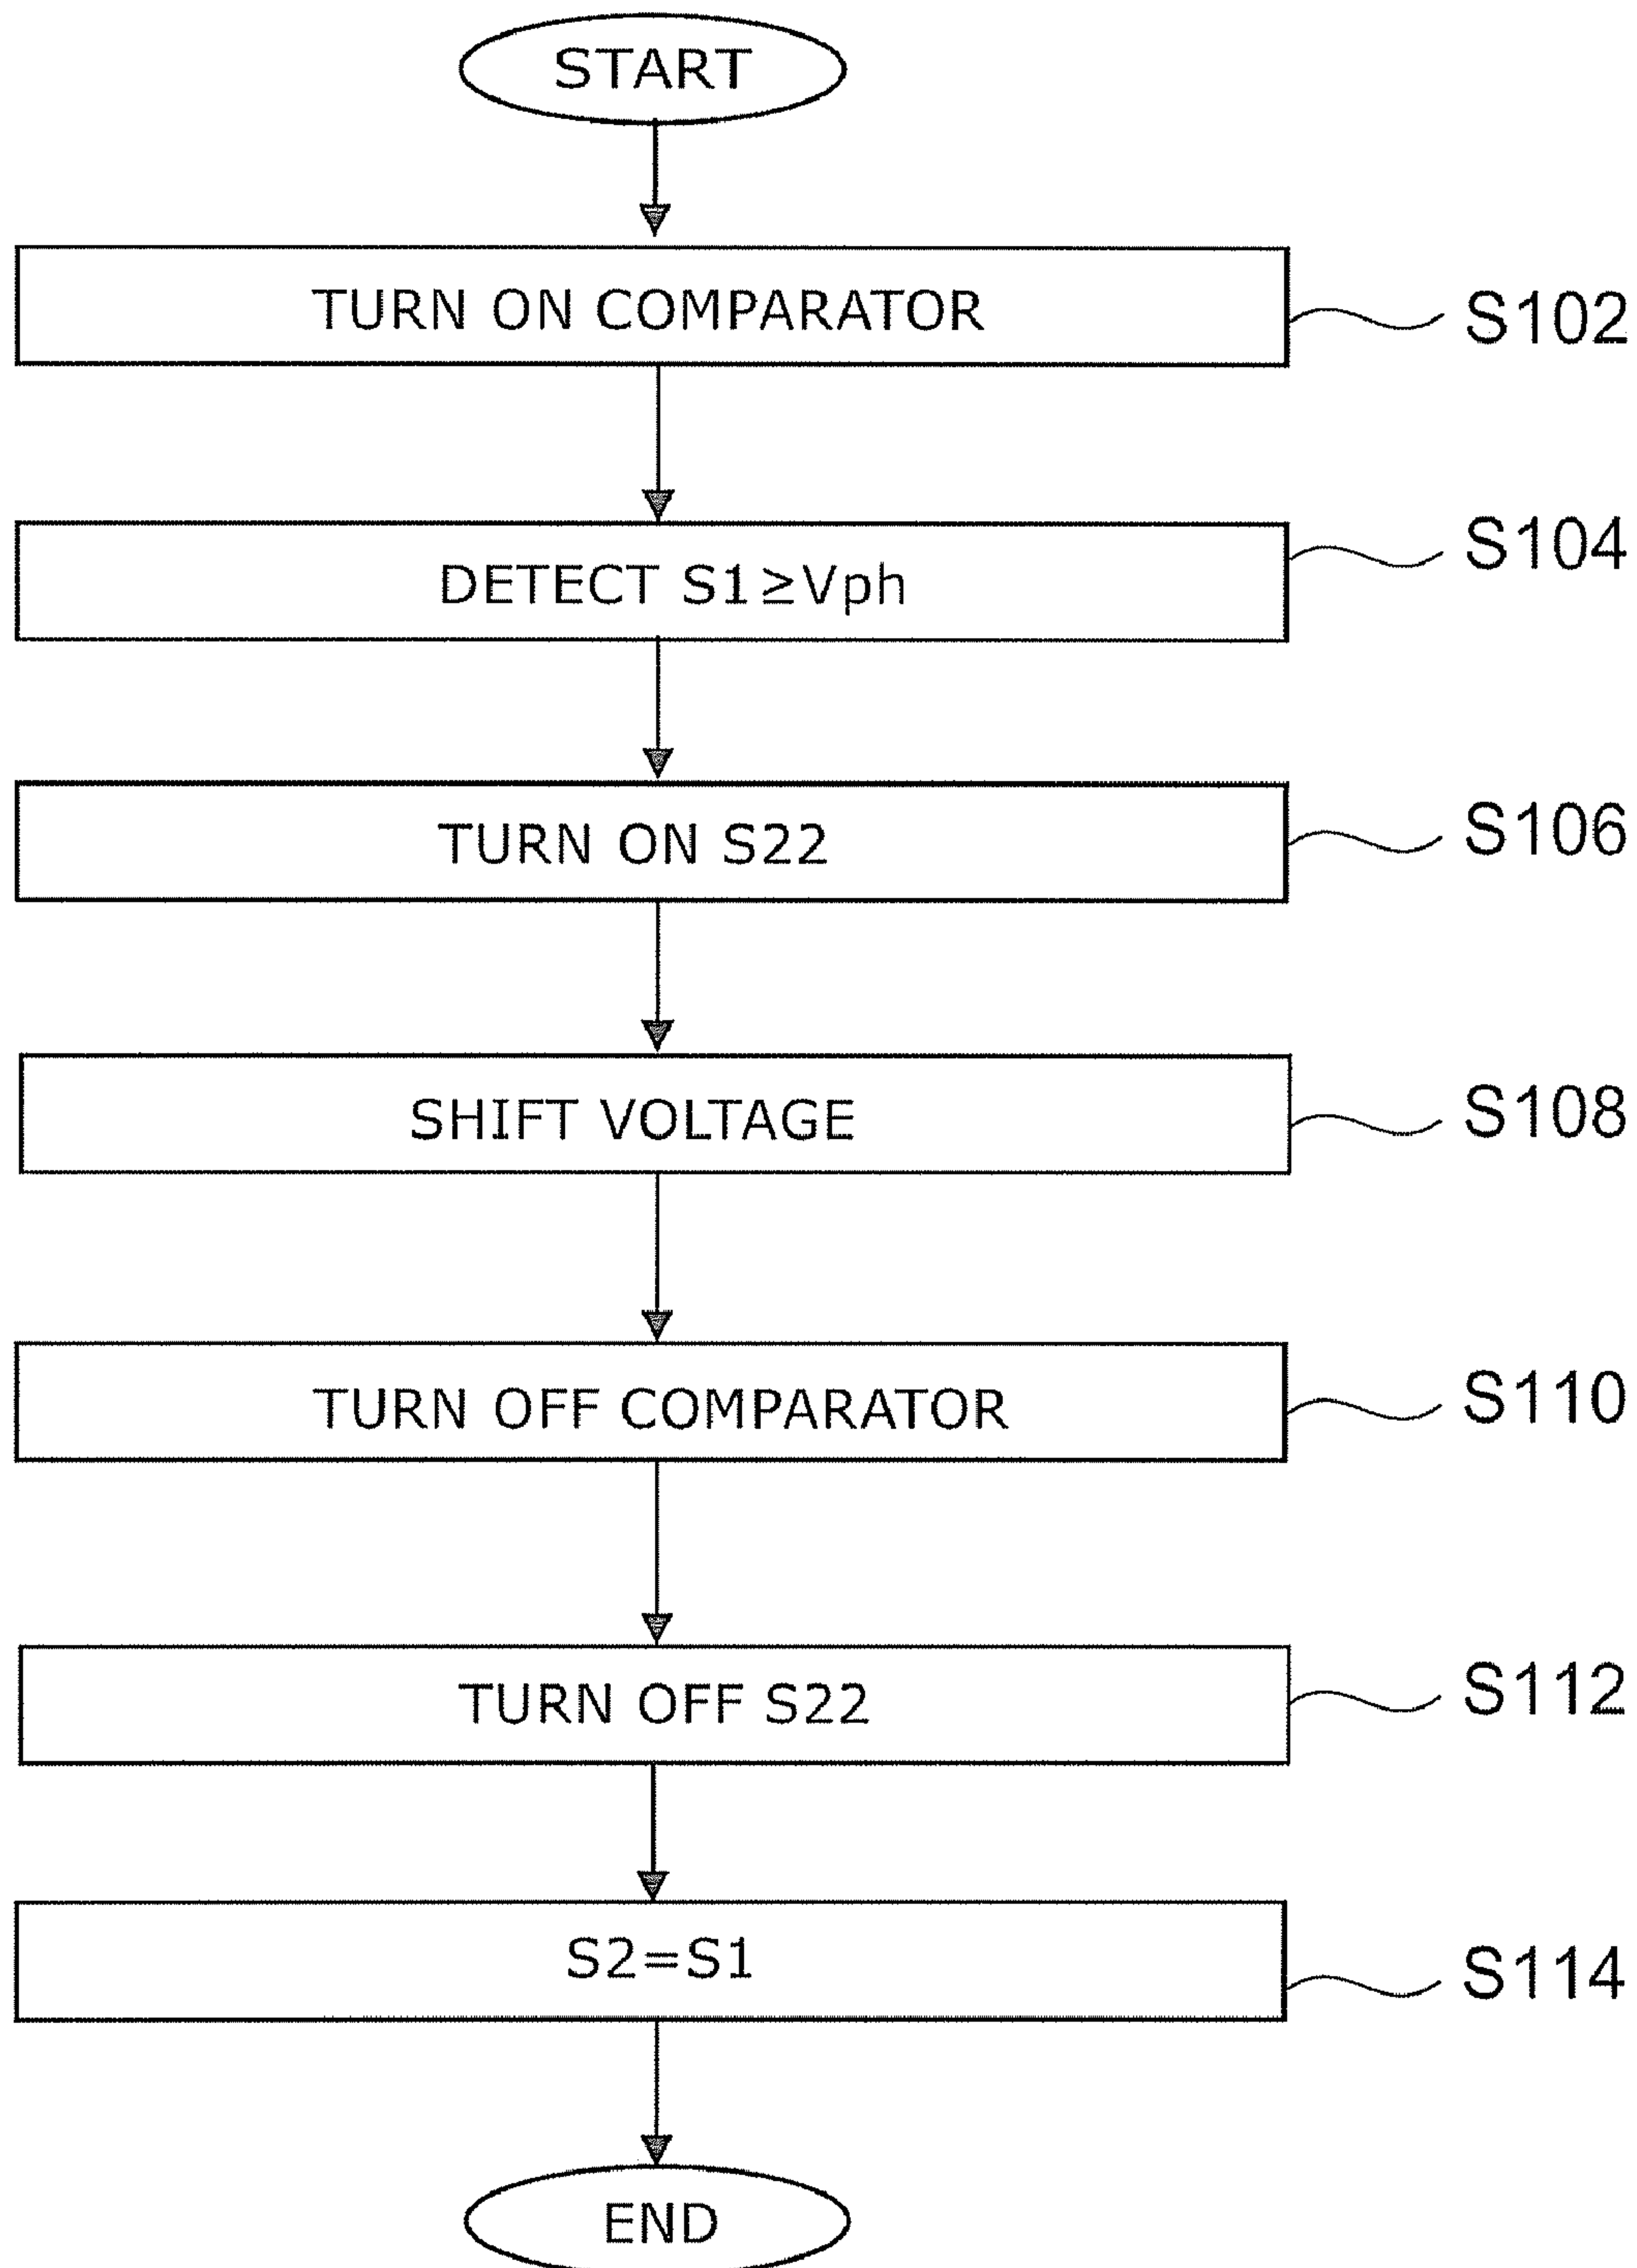 START
TURN ON COMPARATOR
S102
DETECT S1≥Vph
S104
TURN ON S22
S106
SHIFT VOLTAGE
S108
TURN OFF COMPARATOR
S110
TURN OFF S22
S112
S2=S1
S114
END